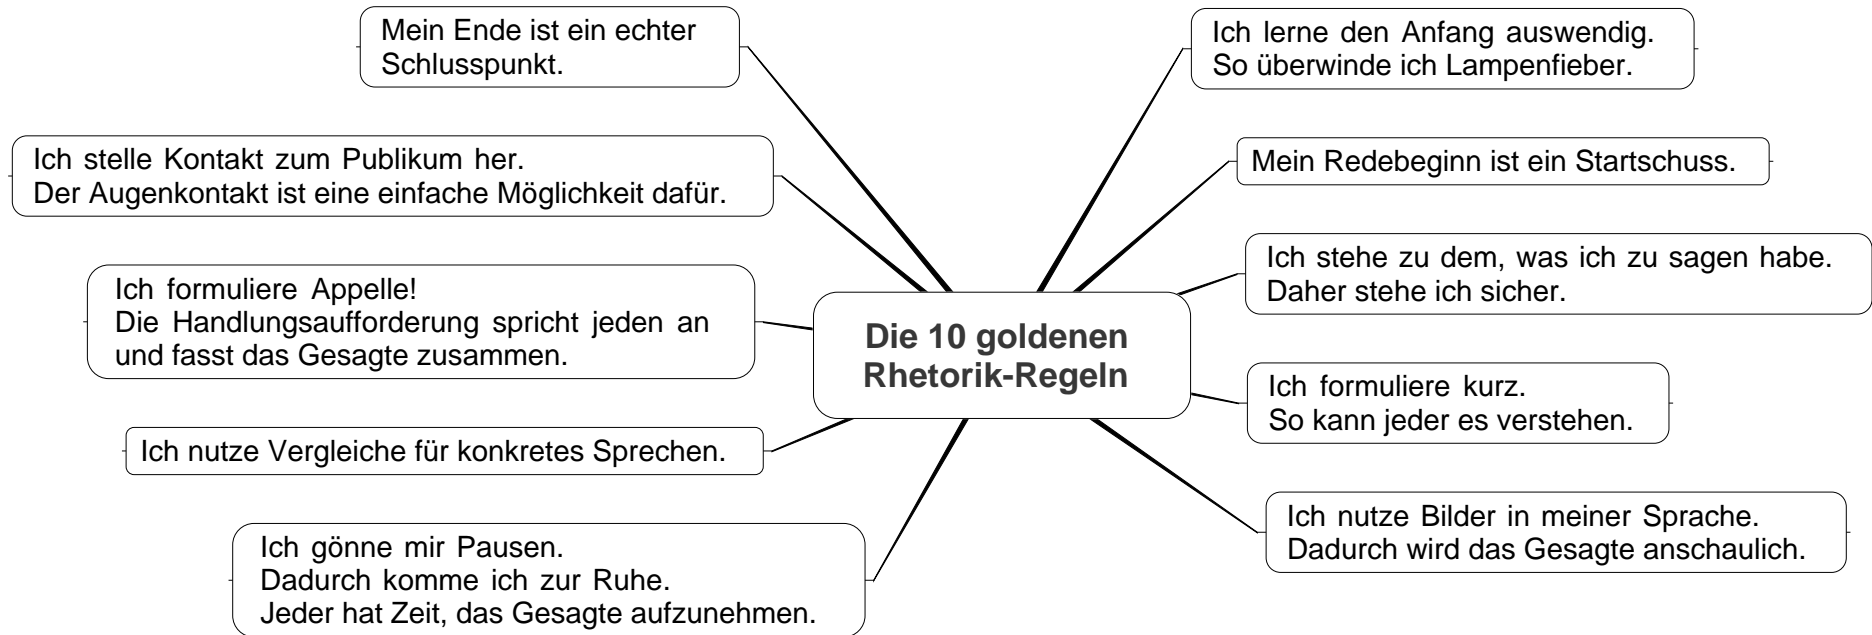 Die 10 goldenen
Rhetorik-Regeln
Ich lerne den Anfang auswendig.
So überwinde ich Lampenfieber.
Mein Redebeginn ist ein Startschuss.
Ich stehe zu dem, was ich zu sagen habe.
Daher stehe ich sicher.
Ich formuliere kurz.
So kann jeder es verstehen.
Ich nutze Bilder in meiner Sprache.
Dadurch wird das Gesagte anschaulich.
Ich gönne mir Pausen.
Dadurch komme ich zur Ruhe.
Jeder hat Zeit, das Gesagte aufzunehmen.
Ich nutze Vergleiche für konkretes Sprechen.
Ich formuliere Appelle!
Die Handlungsaufforderung spricht jeden an
und fasst das Gesagte zusammen.
Ich stelle Kontakt zum Publikum her.
Der Augenkontakt ist eine einfache Möglichkeit dafür.
Mein Ende ist ein echter
Schlusspunkt.